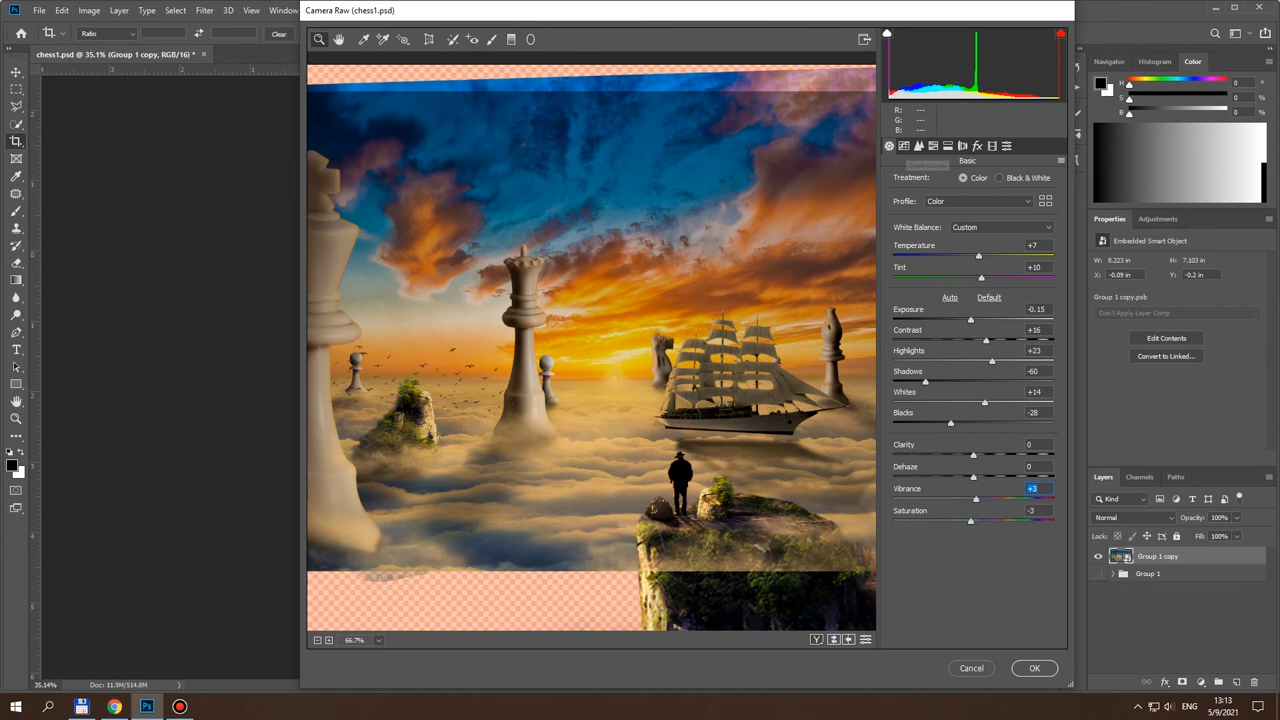 Camera Raw (chess1.psd)
Ps File Edit Image Layer Type Select Filter 3D View Window
Ratio Clear
chess1.psd @ 35.1% (Group 1 copy, RGB/16) * ×
Navigator Histogram Color
H 0 °
S 0 %
B 0 %
R: ---
G: ---
B: ---
Basic
Treatment: Color Black & White
Profile: Color
White Balance: Custom
Temperature +7
Tint +10
Auto Default
Exposure -0.15
Contrast +16
Highlights +23
Shadows -60
Whites +14
Blacks -28
Clarity 0
Dehaze 0
Vibrance +3
Saturation -3
Properties Adjustments
Embedded Smart Object
W: 8.223 in H: 7.103 in
X: -0.09 in Y: -0.2 in
Group 1 copy.psb
Don't Apply Layer Comp
Edit Contents
Convert to Linked...
Layers Channels Paths
Kind
Normal Opacity: 100%
Lock: Fill: 100%
Group 1 copy
Group 1
66.7% Y
Cancel OK
35.14% Doc: 11.9M/514.8M
ENG 13:13
5/9/2021